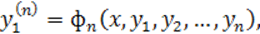 y₁⁽ⁿ⁾ = ϕₙ(x, y₁, y₂, …, yₙ),